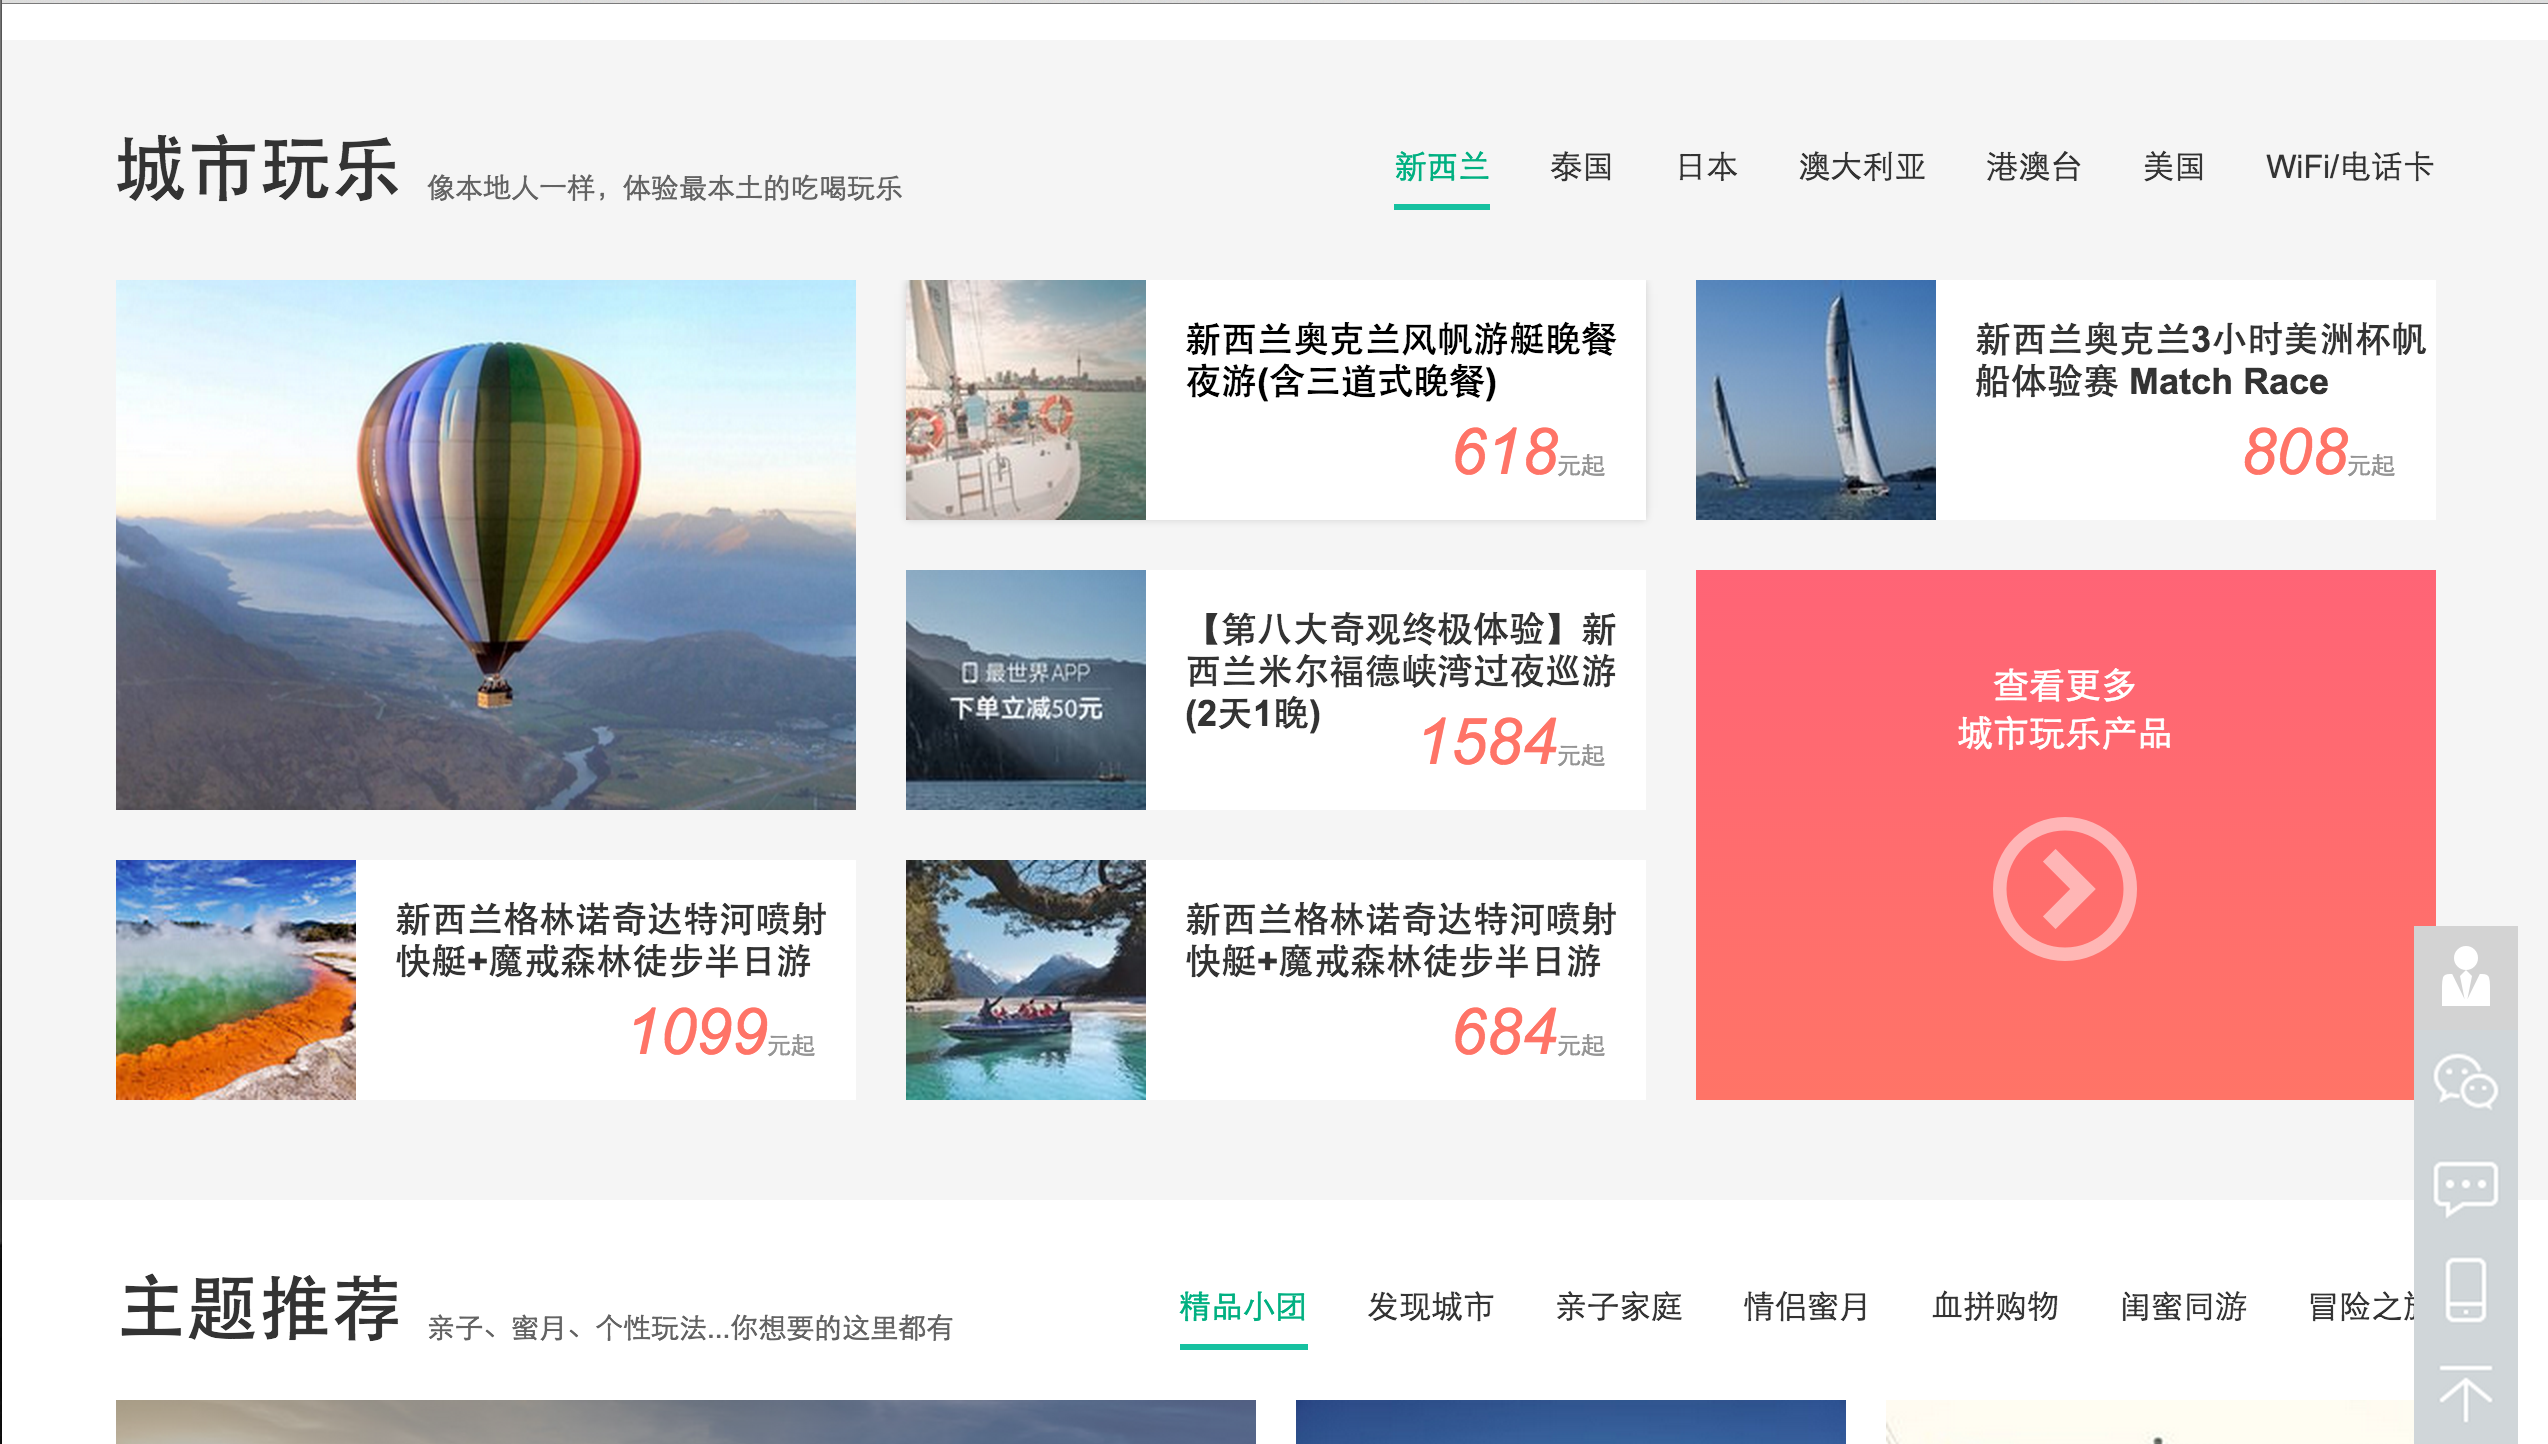 城市玩乐
像本地人一样，体验最本土的吃喝玩乐
新西兰
泰国
日本
澳大利亚
港澳台
美国
WiFi/电话卡
新西兰奥克兰风帆游艇晚餐
夜游(含三道式晚餐)
618元起
新西兰奥克兰3小时美洲杯帆
船体验赛 Match Race
808元起
最世界APP
下单立减50元
【第八大奇观终极体验】新
西兰米尔福德峡湾过夜巡游
(2天1晚)
1584元起
查看更多
城市玩乐产品
新西兰格林诺奇达特河喷射
快艇+魔戒森林徒步半日游
1099元起
新西兰格林诺奇达特河喷射
快艇+魔戒森林徒步半日游
684元起
主题推荐
亲子、蜜月、个性玩法...你想要的这里都有
精品小团
发现城市
亲子家庭
情侣蜜月
血拼购物
闺蜜同游
冒险之